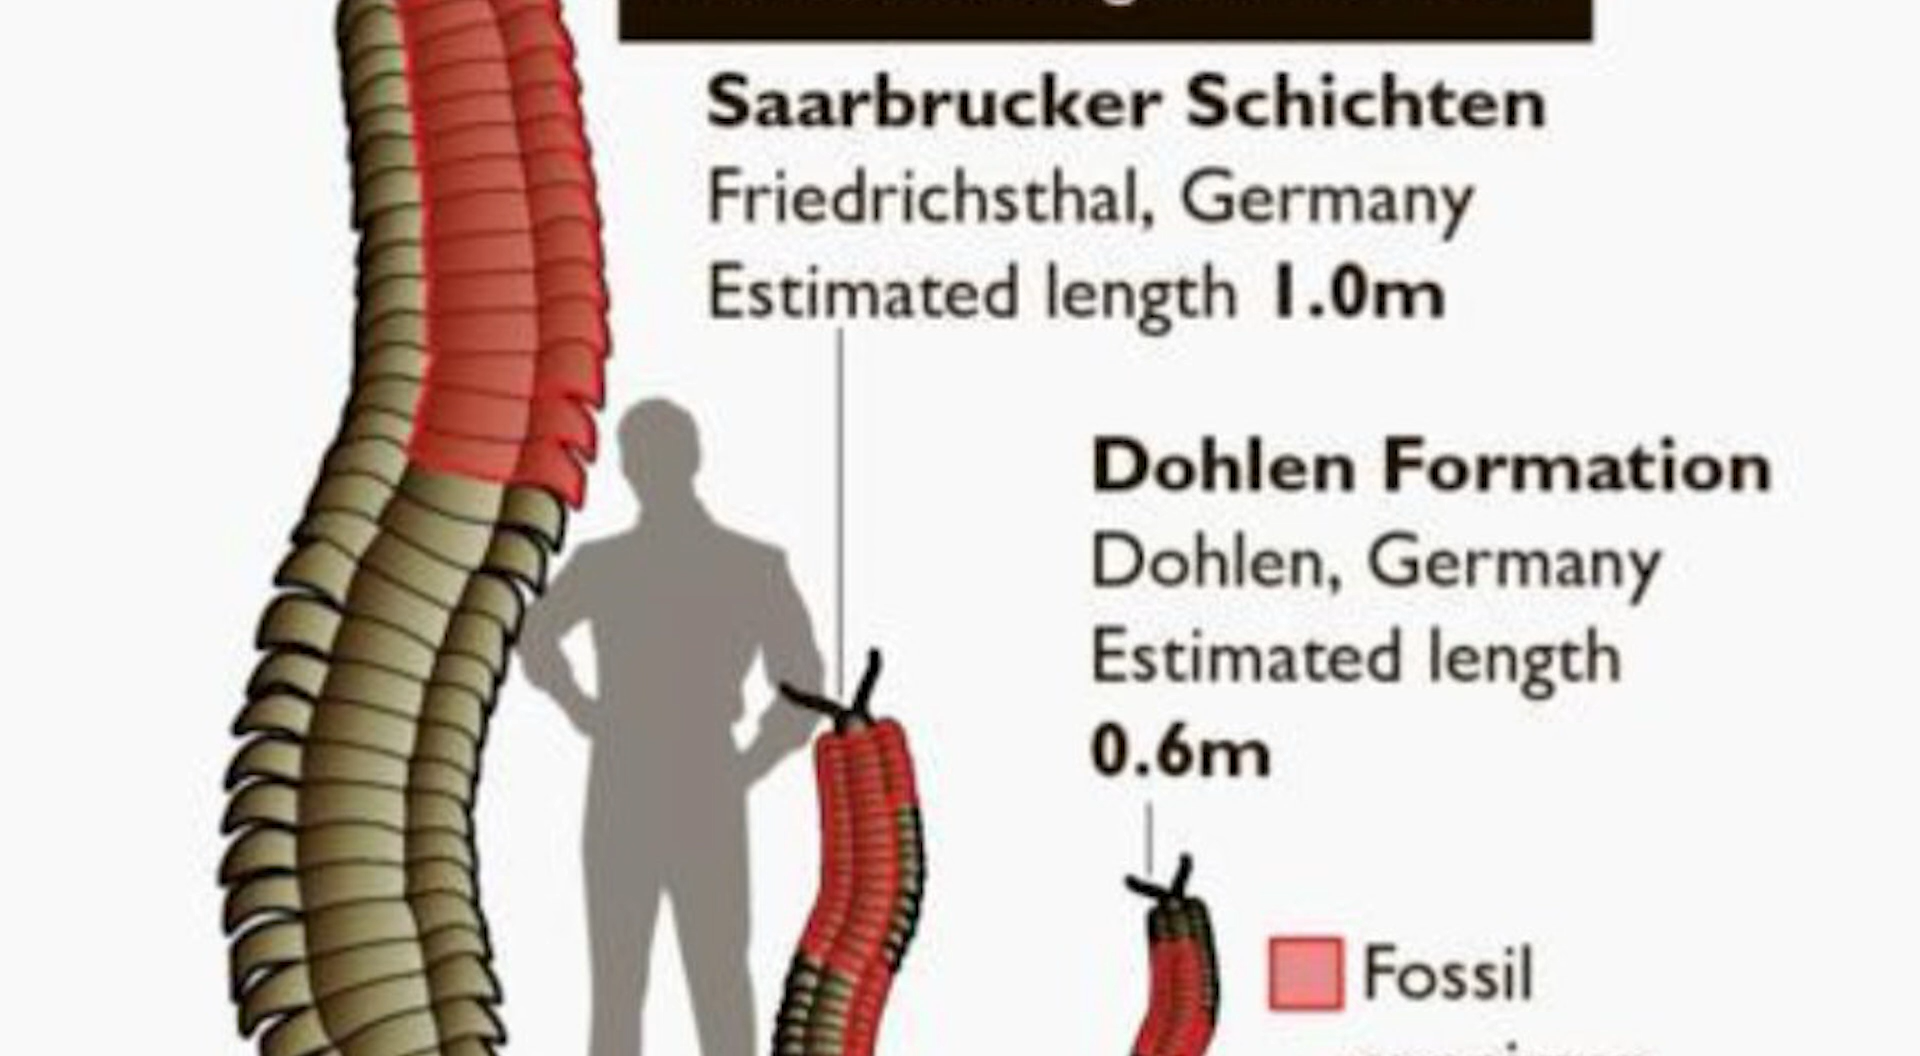 Saarbrucker Schichten
Friedrichsthal, Germany
Estimated length 1.0m
Dohlen Formation
Dohlen, Germany
Estimated length
0.6m
Fossil